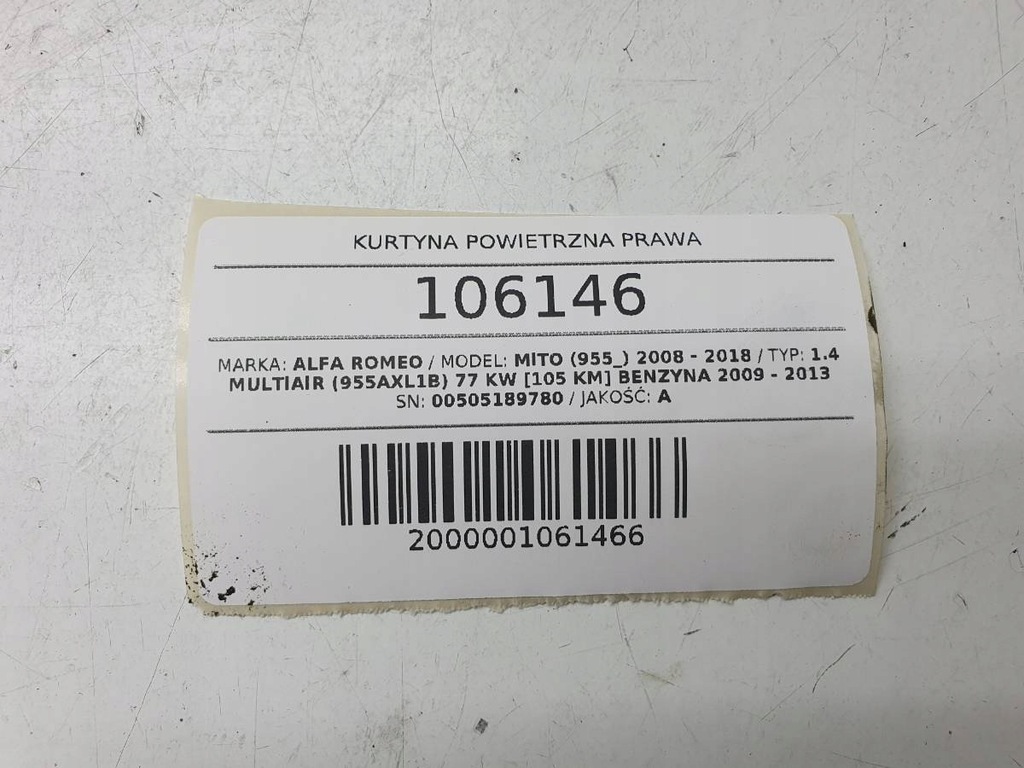 KURTYNA POWIETRZNA PRAWA
106146
MARKA: ALFA ROMEO / MODEL: MITO (955_) 2008 - 2018 / TYP: 1.4
MULTIAIR (955AXL1B) 77 KW [105 KM] BENZYNA 2009 - 2013
SN: 00505189780 / JAKOŚĆ: A
2000001061466